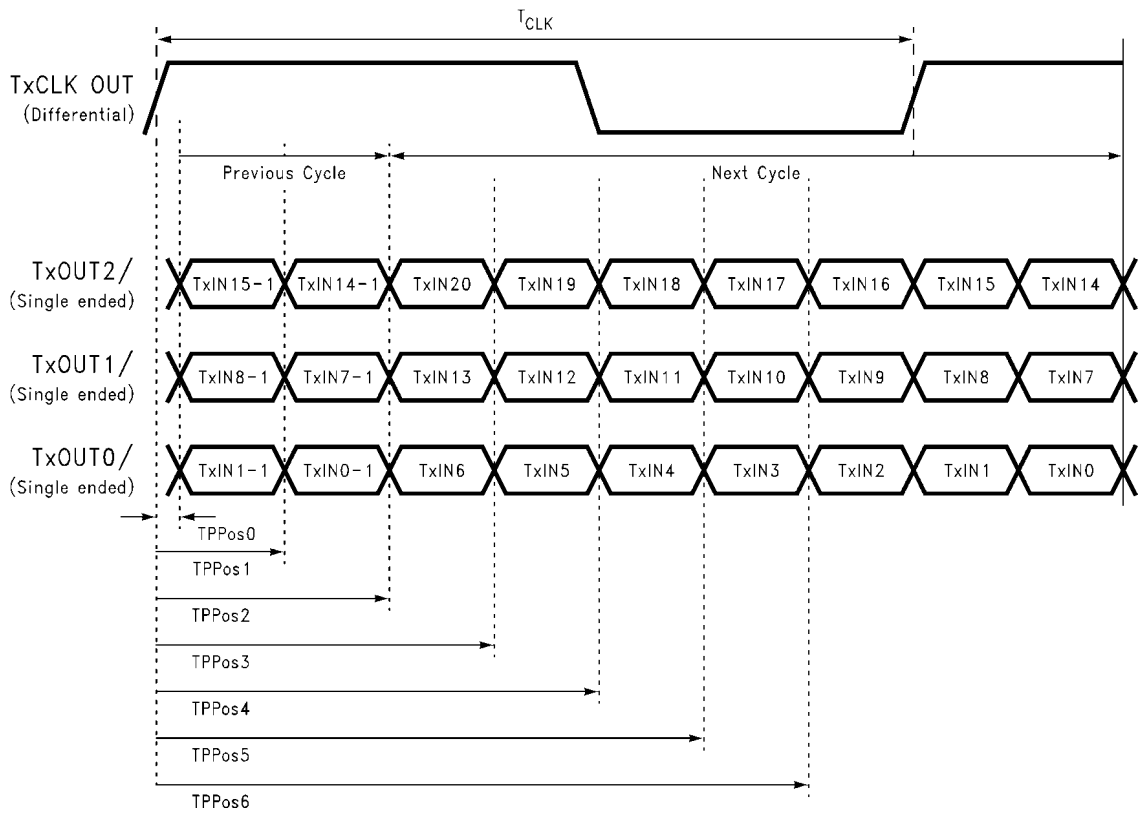 TCLK
TxCLK OUT
(Differential)
Previous Cycle
Next Cycle
TxOUT2/
(Single ended)
TxIN15-1 TxIN14-1 TxIN20 TxIN19 TxIN18 TxIN17 TxIN16 TxIN15 TxIN14
TxOUT1/
(Single ended)
TxIN8-1 TxIN7-1 TxIN13 TxIN12 TxIN11 TxIN10 TxIN9 TxIN8 TxIN7
TxOUT0/
(Single ended)
TxIN1-1 TxIN0-1 TxIN6 TxIN5 TxIN4 TxIN3 TxIN2 TxIN1 TxIN0
TPPos0
TPPos1
TPPos2
TPPos3
TPPos4
TPPos5
TPPos6